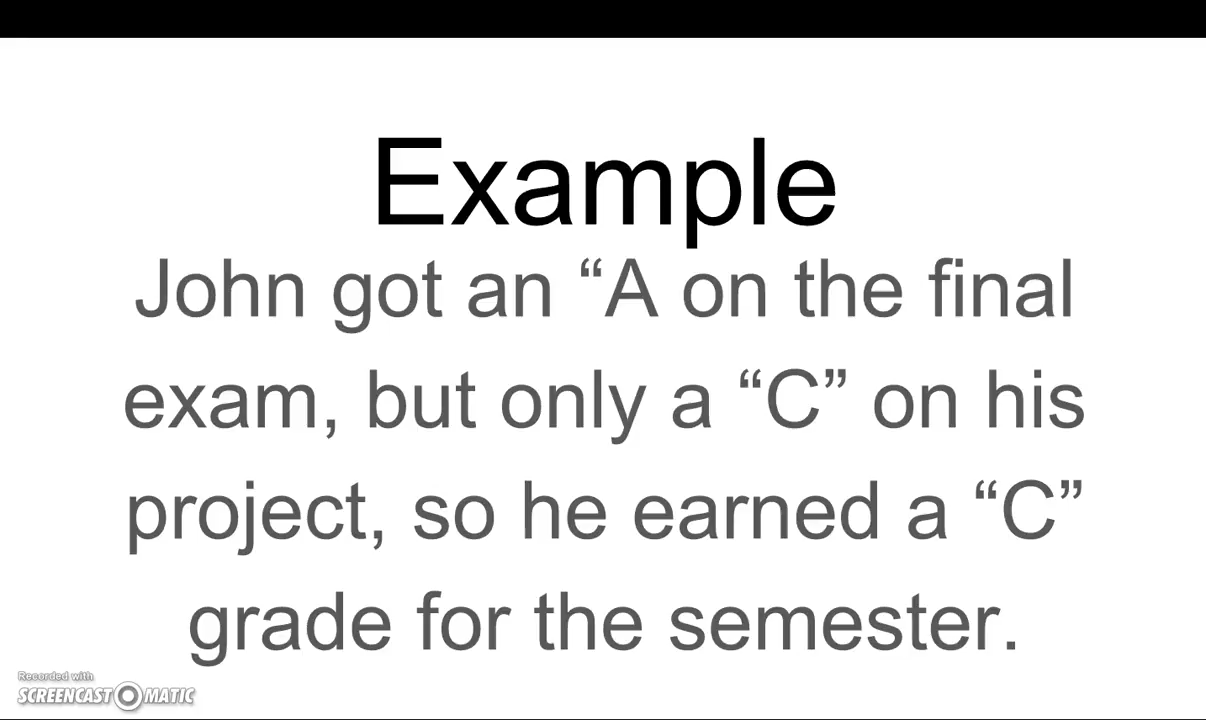 Example
John got an “A on the final
exam, but only a “C” on his
project, so he earned a “C”
grade for the semester.
Recorded with
SCREENCAST O MATIC